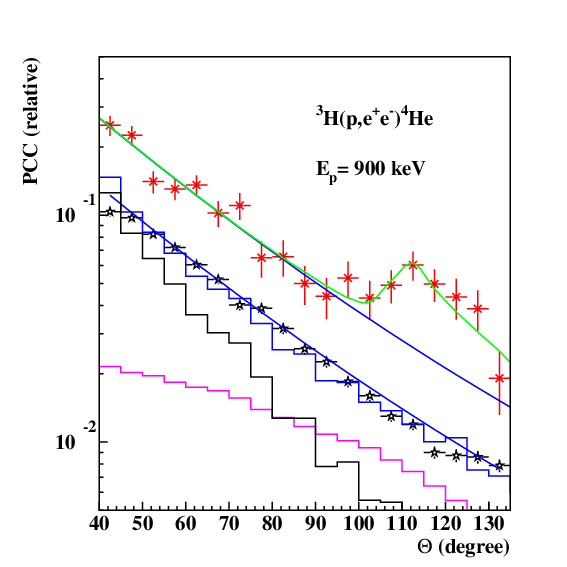 PCC (relative)
³H(p,e⁺e⁻)⁴He
Eₚ= 900 keV
10 ⁻¹
10 ⁻²
40 50 60 70 80 90 100 110 120 130
Θ (degree)